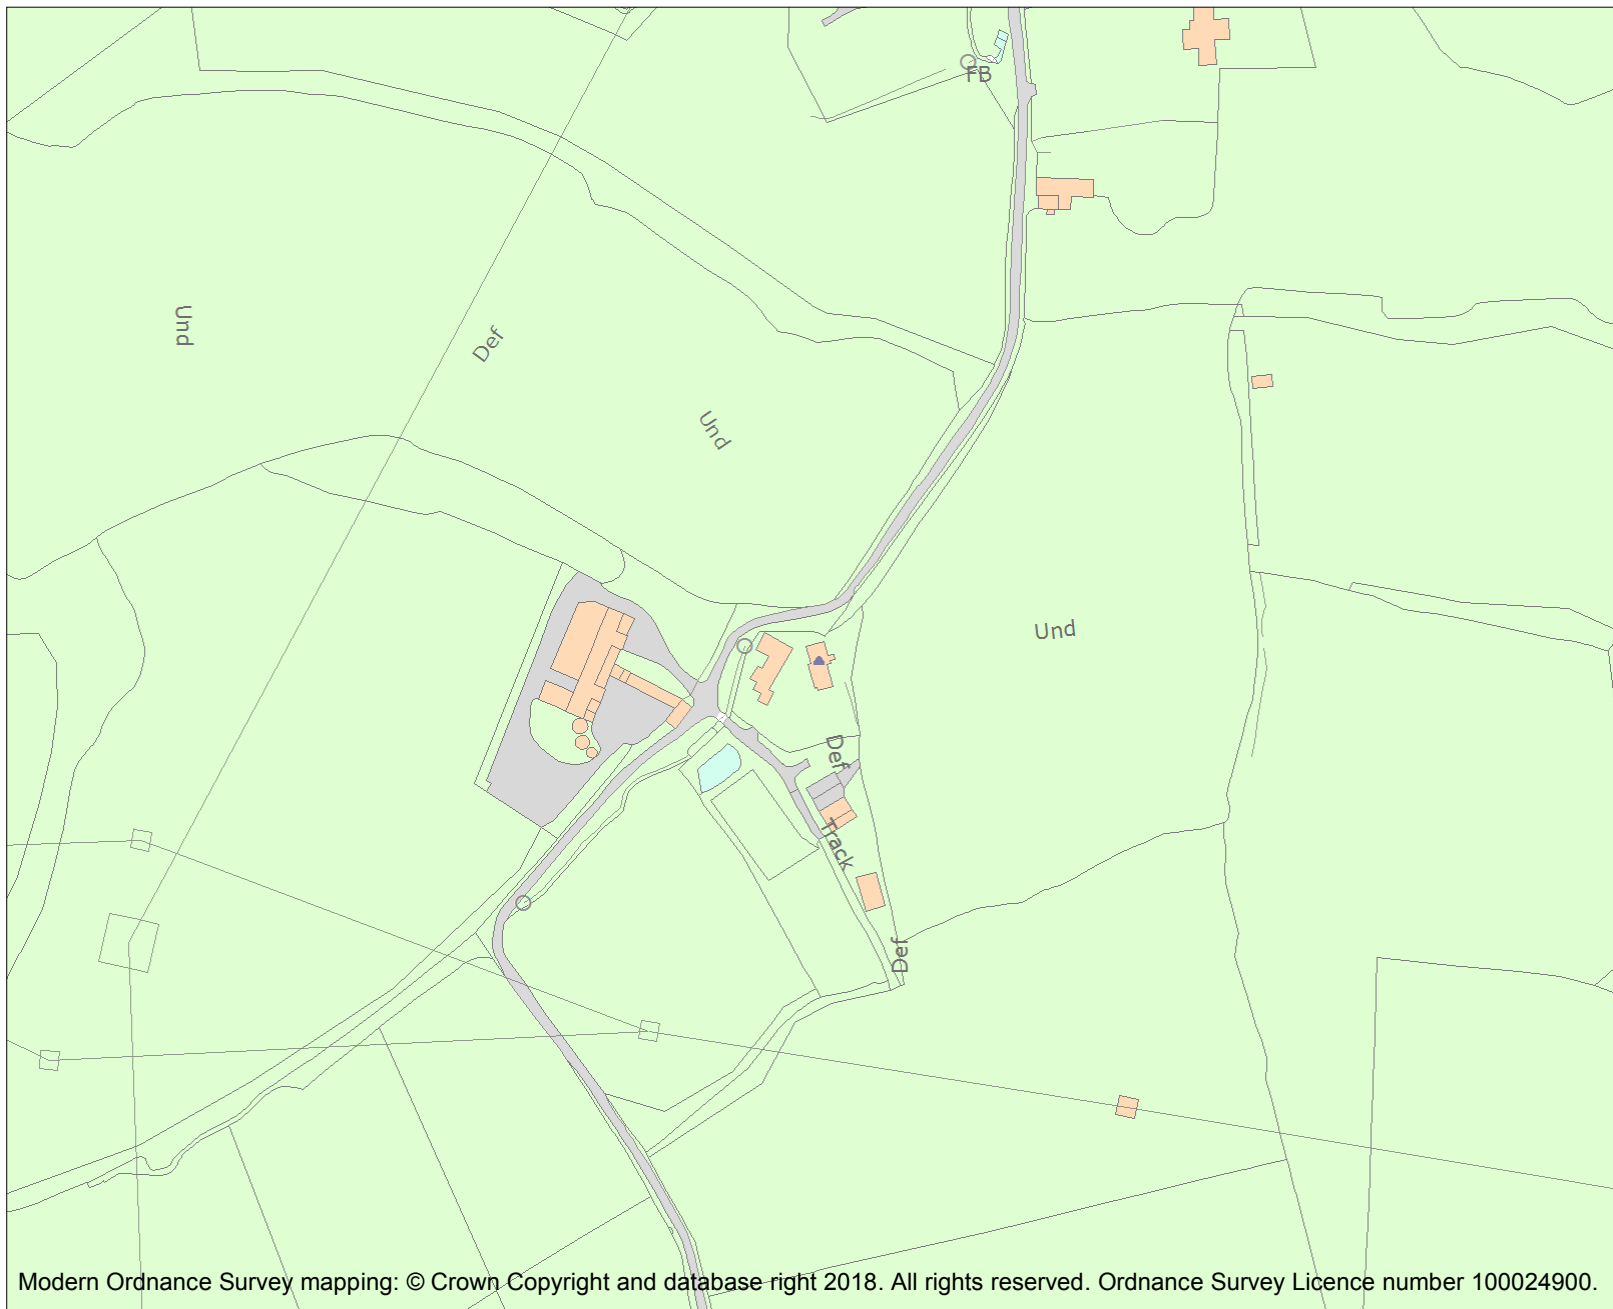 FB
Und
Def
Und
Und
Def
Track
Def
Modern Ordnance Survey mapping: © Crown Copyright and database right 2018. All rights reserved. Ordnance Survey Licence number 100024900.